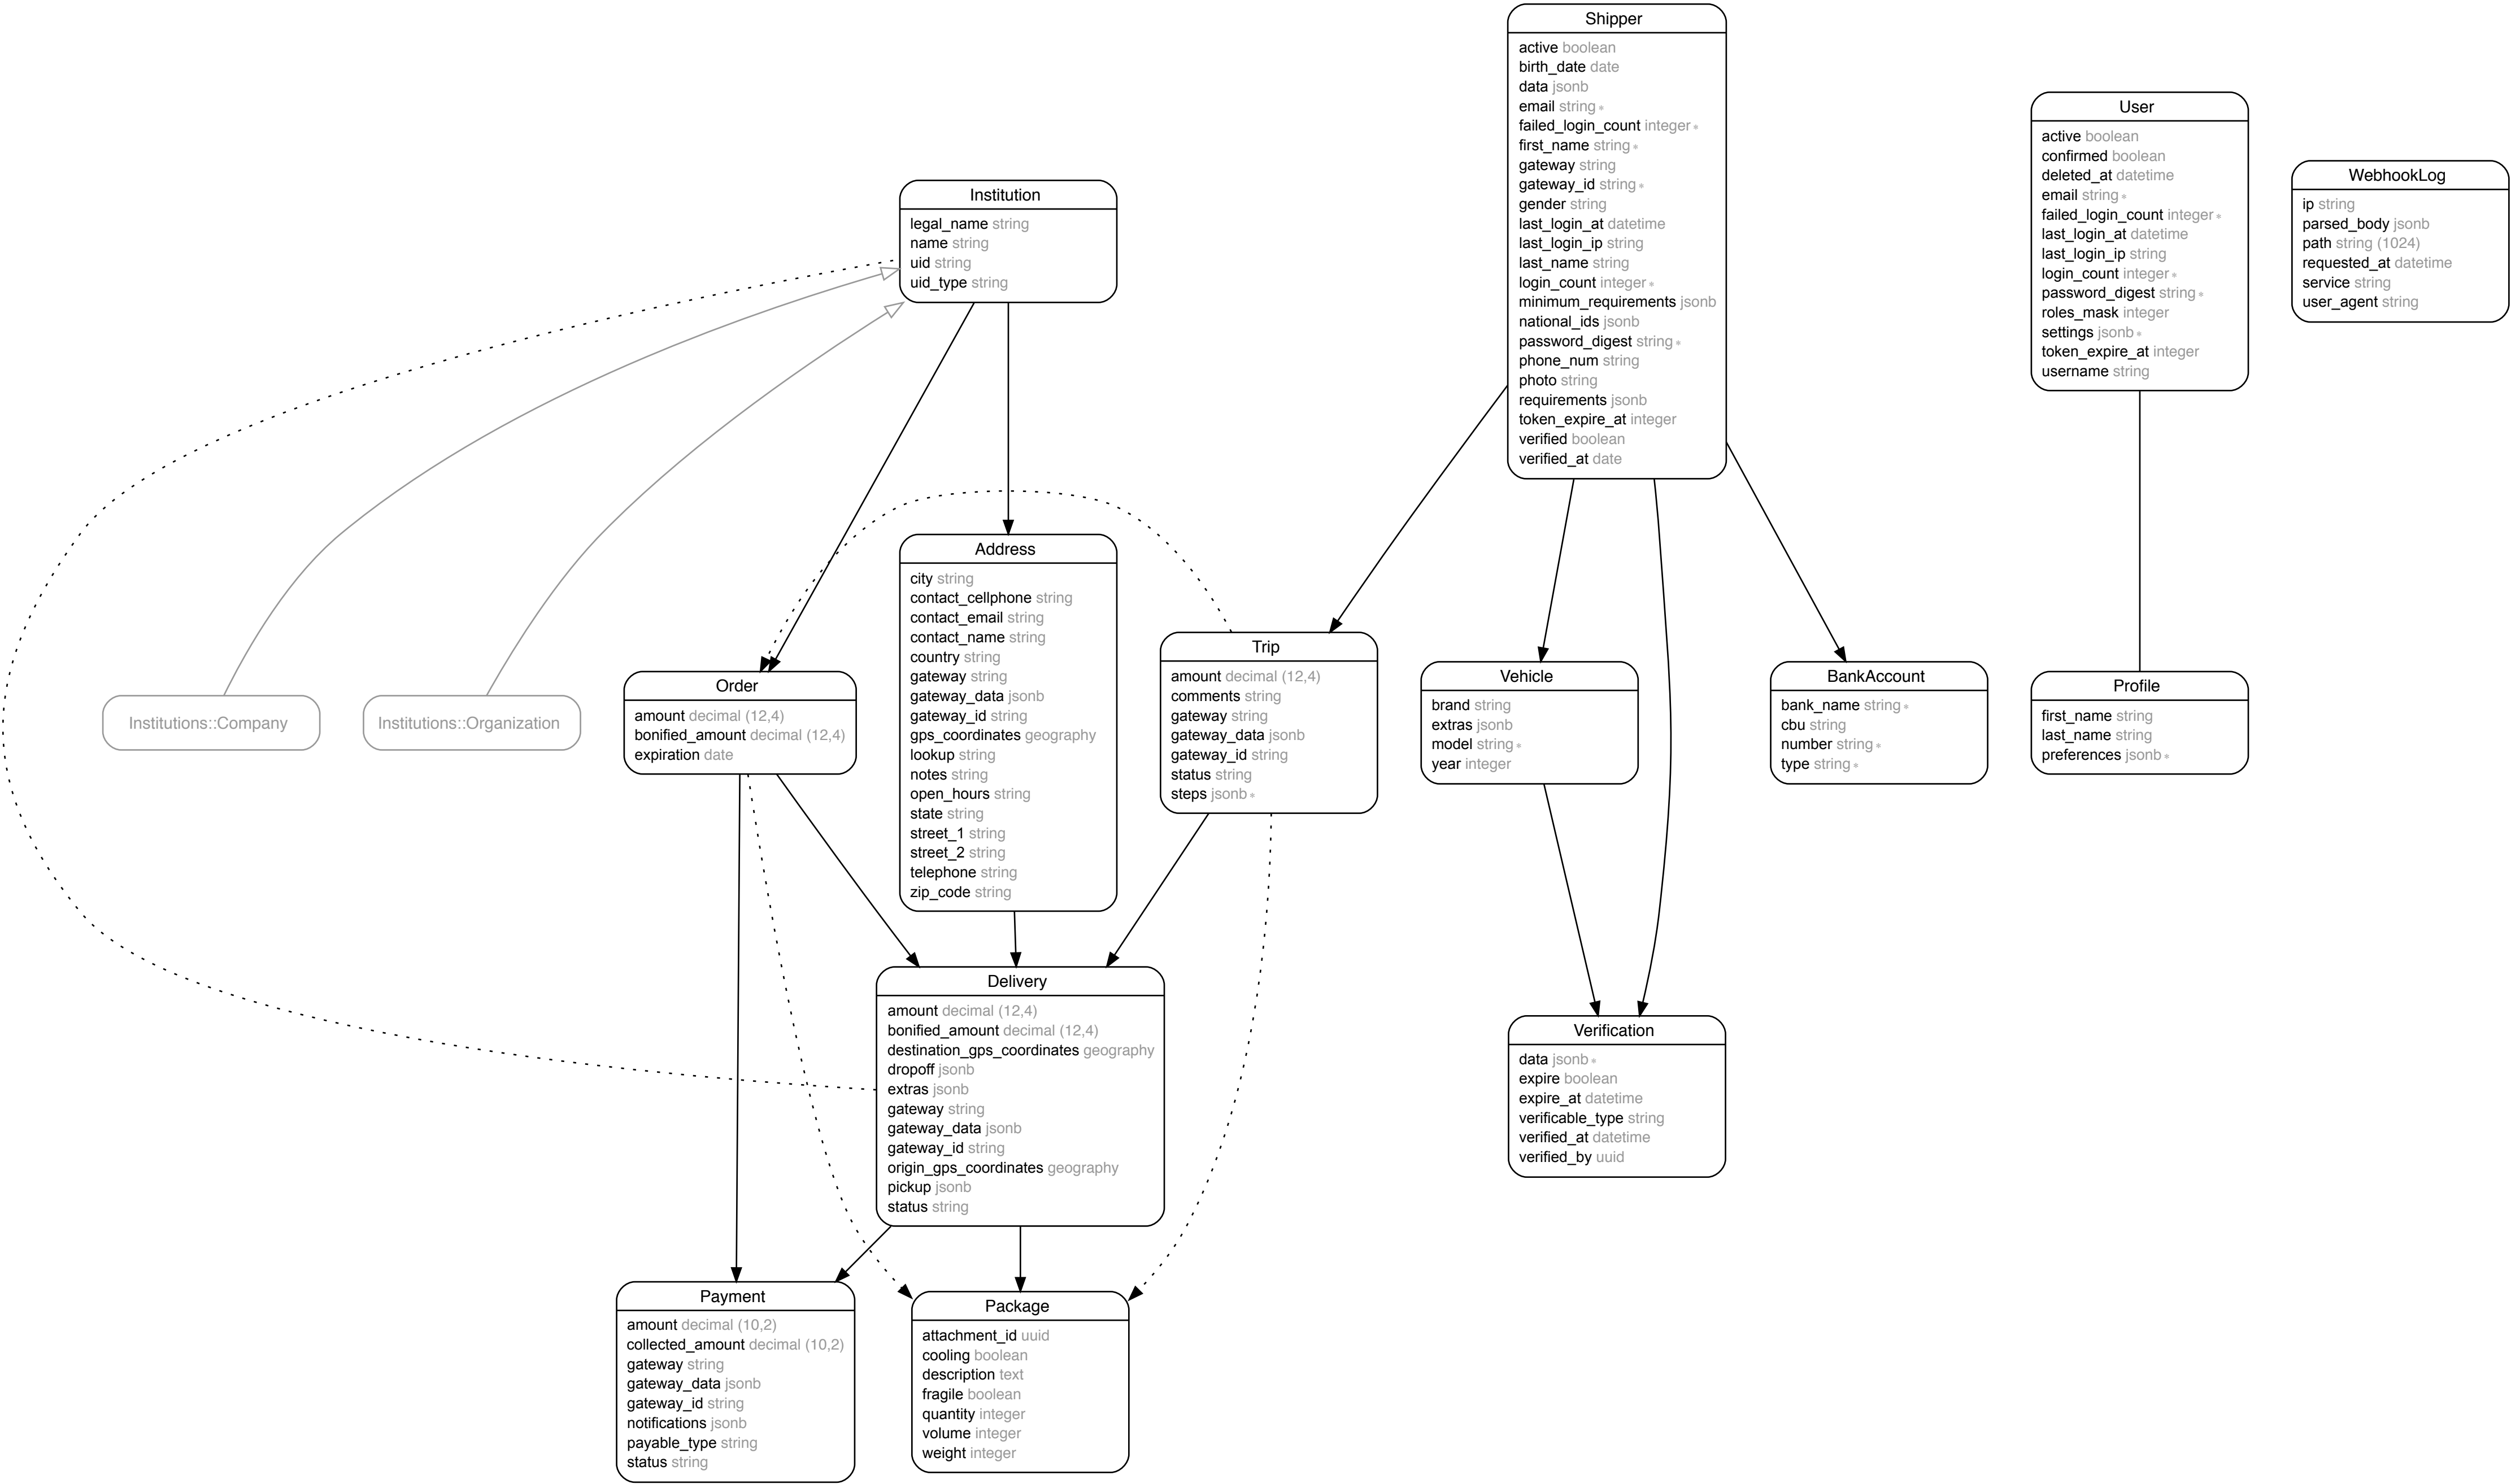 Shipper
active boolean
birth_date date
data jsonb
email string ∗
failed_login_count integer ∗
first_name string ∗
gateway string
gateway_id string ∗
gender string
last_login_at datetime
last_login_ip string
last_name string
login_count integer ∗
minimum_requirements jsonb
national_ids jsonb
password_digest string ∗
phone_num string
photo string
requirements jsonb
token_expire_at integer
verified boolean
verified_at date
User
active boolean
confirmed boolean
deleted_at datetime
email string ∗
failed_login_count integer ∗
last_login_at datetime
last_login_ip string
login_count integer ∗
password_digest string ∗
roles_mask integer
settings jsonb ∗
token_expire_at integer
username string
WebhookLog
ip string
parsed_body jsonb
path string (1024)
requested_at datetime
service string
user_agent string
Institution
legal_name string
name string
uid string
uid_type string
Address
city string
contact_cellphone string
contact_email string
contact_name string
country string
gateway string
gateway_data jsonb
gateway_id string
gps_coordinates geography
lookup string
notes string
open_hours string
state string
street_1 string
street_2 string
telephone string
zip_code string
Institutions::Company
Institutions::Organization
Order
amount decimal (12,4)
bonified_amount decimal (12,4)
expiration date
Trip
amount decimal (12,4)
comments string
gateway string
gateway_data jsonb
gateway_id string
status string
steps jsonb ∗
Vehicle
brand string
extras jsonb
model string ∗
year integer
BankAccount
bank_name string ∗
cbu string
number string ∗
type string ∗
Profile
first_name string
last_name string
preferences jsonb ∗
Delivery
amount decimal (12,4)
bonified_amount decimal (12,4)
destination_gps_coordinates geography
dropoff jsonb
extras jsonb
gateway string
gateway_data jsonb
gateway_id string
origin_gps_coordinates geography
pickup jsonb
status string
Verification
data jsonb ∗
expire boolean
expire_at datetime
verificable_type string
verified_at datetime
verified_by uuid
Payment
amount decimal (10,2)
collected_amount decimal (10,2)
gateway string
gateway_data jsonb
gateway_id string
notifications jsonb
payable_type string
status string
Package
attachment_id uuid
cooling boolean
description text
fragile boolean
quantity integer
volume integer
weight integer